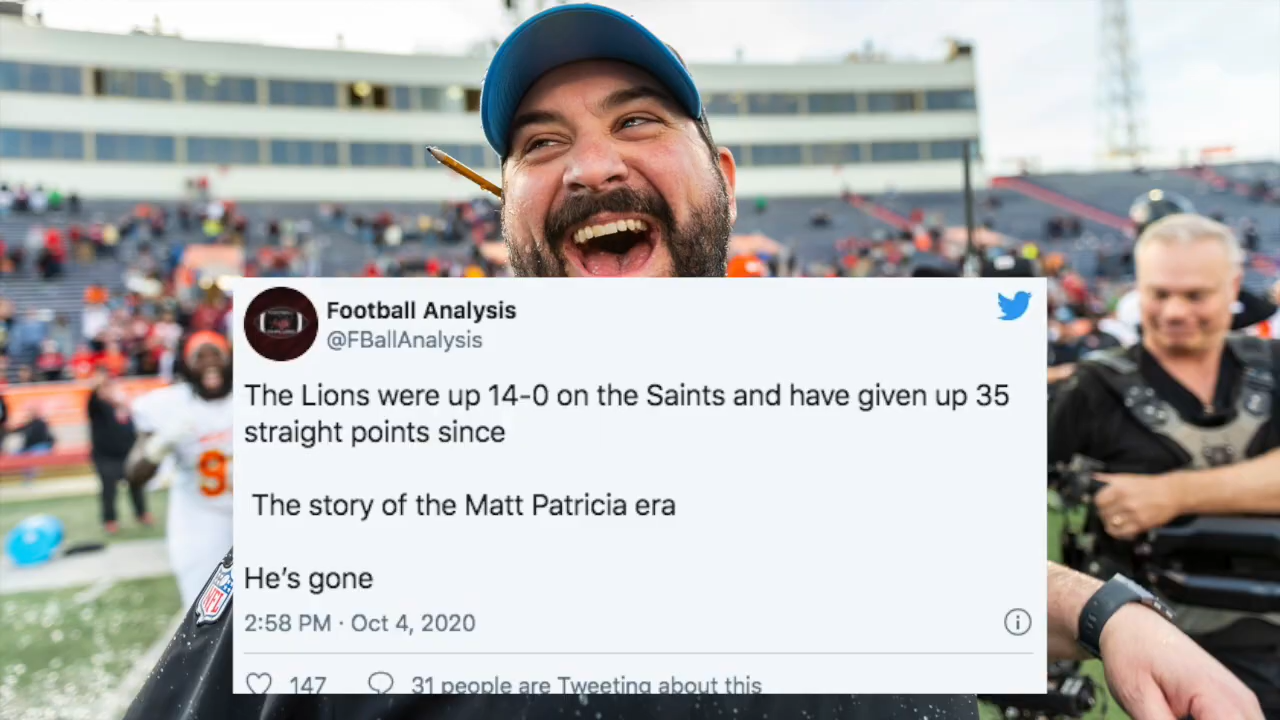 Football Analysis
@FBallAnalysis
The Lions were up 14-0 on the Saints and have given up 35
straight points since
The story of the Matt Patricia era
He's gone
2:58 PM · Oct 4, 2020
147 31 people are Tweeting about this
NFL
9